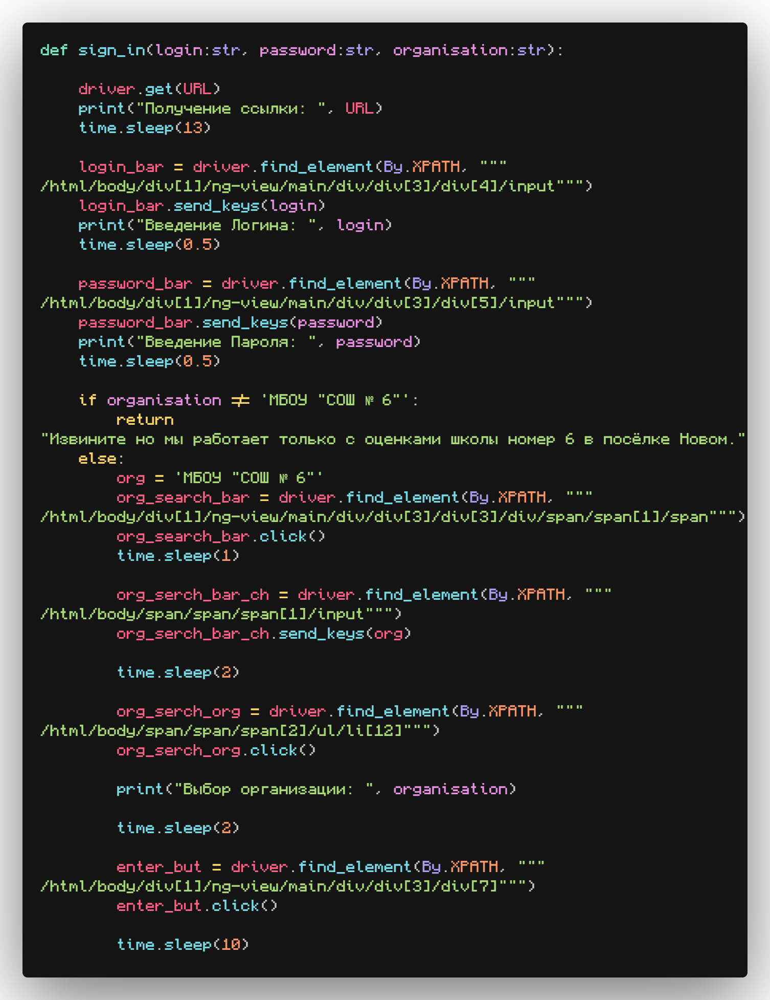 def sign_in(login:str, password:str, organisation:str):
    driver.get(URL)
    print("Получение ссылки: ", URL)
    time.sleep(13)
    login_bar = driver.find_element(By.XPATH, """
/html/body/div[1]/ng-view/main/div/div[3]/div[4]/input""")
    login_bar.send_keys(login)
    print("Введение Логина: ", login)
    time.sleep(0.5)
    password_bar = driver.find_element(By.XPATH, """
/html/body/div[1]/ng-view/main/div/div[3]/div[5]/input""")
    password_bar.send_keys(password)
    print("Введение Пароля: ", password)
    time.sleep(0.5)
    if organisation != 'МБОУ "СОШ № 6"':
        return
"Извините но мы работает только с оценками школы номер 6 в посёлке Новом."
    else:
        org = 'МБОУ "СОШ № 6"'
        org_search_bar = driver.find_element(By.XPATH, """
/html/body/div[1]/ng-view/main/div/div[3]/div[3]/div/span/span[1]/span""")
        org_search_bar.click()
        time.sleep(1)
        org_serch_bar_ch = driver.find_element(By.XPATH, """
/html/body/span/span/span[1]/input""")
        org_serch_bar_ch.send_keys(org)
        time.sleep(2)
        org_serch_org = driver.find_element(By.XPATH, """
/html/body/span/span/span[2]/ul/li[12]""")
        org_serch_org.click()
        print("Выбор организации: ", organisation)
        time.sleep(2)
        enter_but = driver.find_element(By.XPATH, """
/html/body/div[1]/ng-view/main/div/div[3]/div[7]""")
        enter_but.click()
        time.sleep(10)